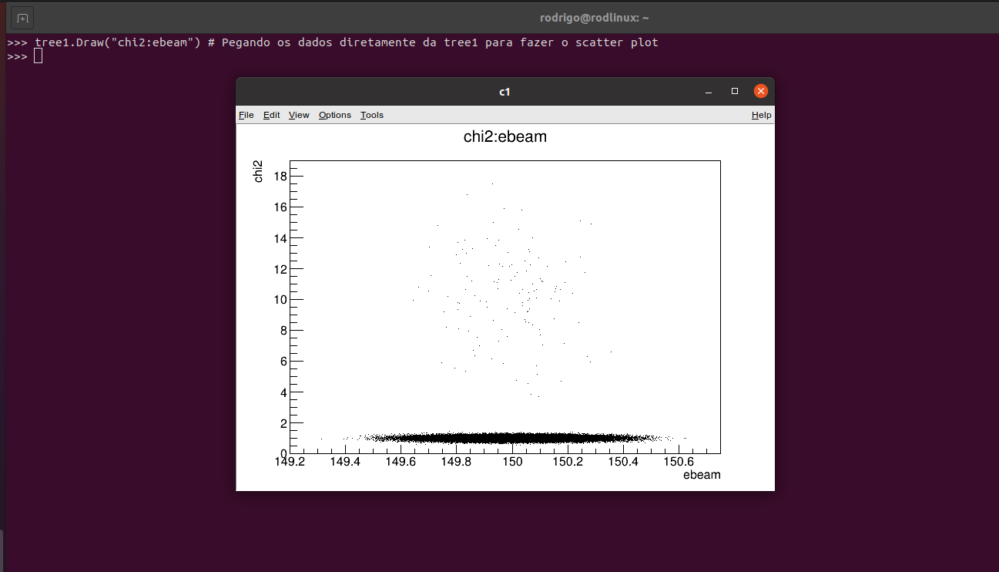 rodrigo@rodlinux: ~
>>> tree1.Draw("chi2:ebeam") # Pegando os dados diretamente da tree1 para fazer o scatter plot
>>>
c1
File Edit View Options Tools Help
chi2:ebeam
chi2
18
16
14
12
10
8
6
4
2
0
149.2 149.4 149.6 149.8 150 150.2 150.4 150.6
ebeam